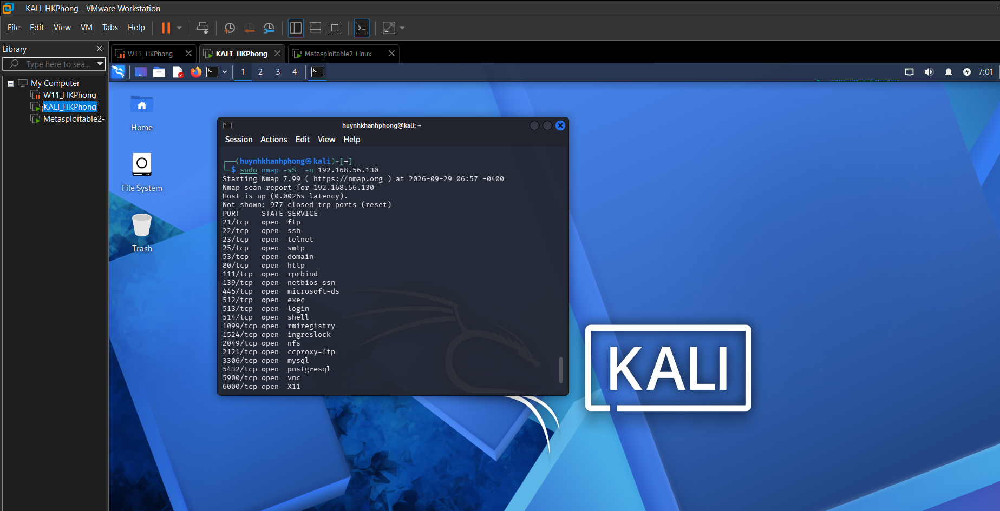 KALI_HKPhong - VMware Workstation
File Edit View VM Tabs Help
Library
Type here to sea...
My Computer
W11_HKPhong
KALI_HKPhong
Metasploitable2-
W11_HKPhong KALI_HKPhong Metasploitable2-Linux
1 2 3 4 7:01
Home
File System
Trash
huynhkhanhphong@kali: ~
Session Actions Edit View Help
┌──(huynhkhanhphong㉿kali)-[~]
└─$ sudo nmap -sS  -n 192.168.56.130
Starting Nmap 7.99 ( https://nmap.org ) at 2026-09-29 06:57 -0400
Nmap scan report for 192.168.56.130
Host is up (0.0026s latency).
Not shown: 977 closed tcp ports (reset)
PORT     STATE SERVICE
21/tcp   open  ftp
22/tcp   open  ssh
23/tcp   open  telnet
25/tcp   open  smtp
53/tcp   open  domain
80/tcp   open  http
111/tcp  open  rpcbind
139/tcp  open  netbios-ssn
445/tcp  open  microsoft-ds
512/tcp  open  exec
513/tcp  open  login
514/tcp  open  shell
1099/tcp open  rmiregistry
1524/tcp open  ingreslock
2049/tcp open  nfs
2121/tcp open  ccproxy-ftp
3306/tcp open  mysql
5432/tcp open  postgresql
5900/tcp open  vnc
6000/tcp open  X11
KALI